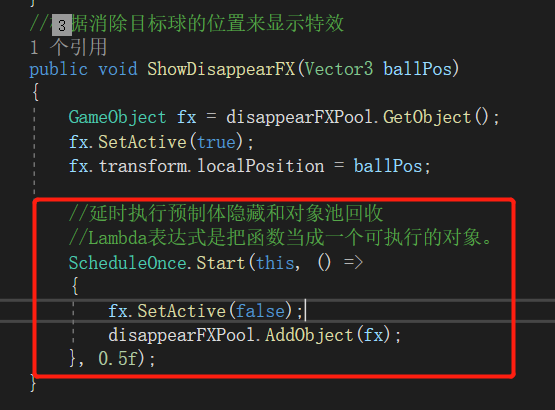 }
//据消除目标球的位置来显示特效
3
1 个引用
public void ShowDisappearFX(Vector3 ballPos)
{
GameObject fx = disappearFXPool.GetObject();
fx.SetActive(true);
fx.transform.localPosition = ballPos;
//延时执行预制体隐藏和对象池回收
//Lambda表达式是把函数当成一个可执行的对象。
ScheduleOnce.Start(this, () =>
{
fx.SetActive(false);
disappearFXPool.AddObject(fx);
}, 0.5f);
}